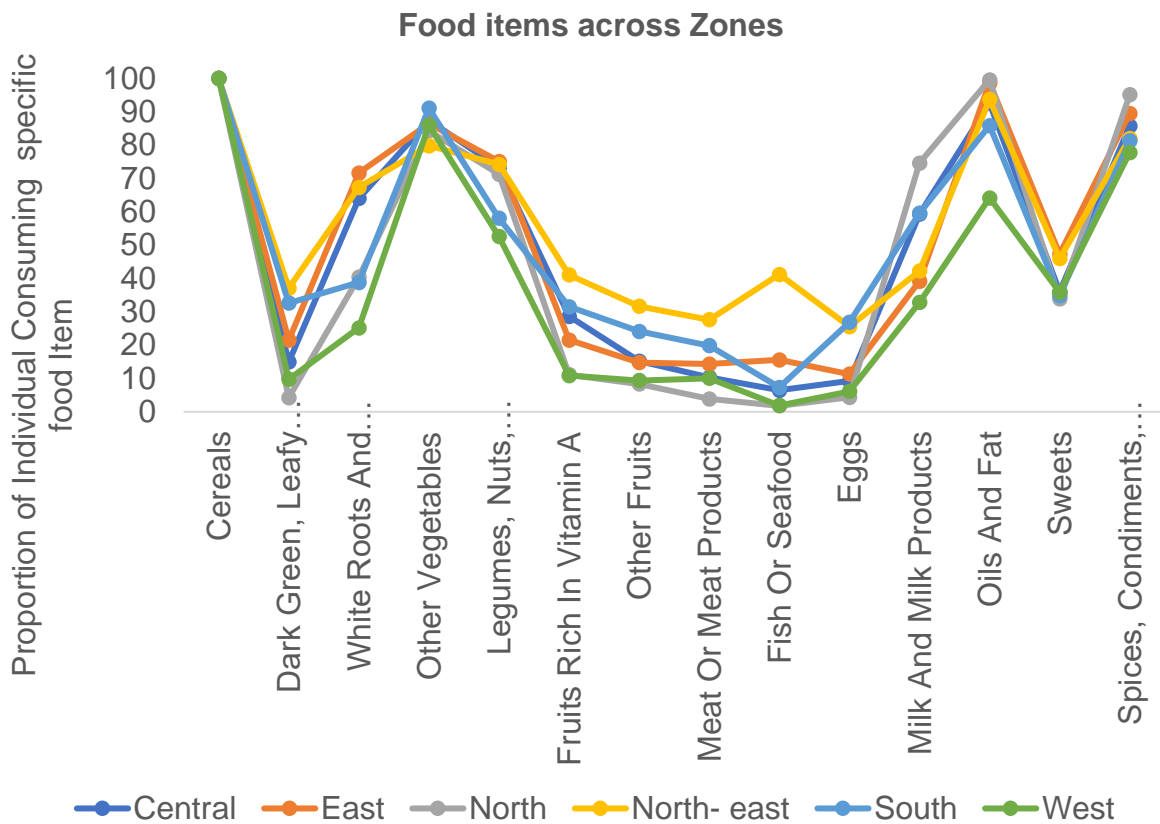 Food items across Zones
Proportion of Individual Consuming specific
food Item
100
90
80
70
60
50
40
30
20
10
0
Cereals
Dark Green, Leafy…
White Roots And…
Other Vegetables
Legumes, Nuts,…
Fruits Rich In Vitamin A
Other Fruits
Meat Or Meat Products
Fish Or Seafood
Eggs
Milk And Milk Products
Oils And Fat
Sweets
Spices, Condiments,…
Central East North North- east South West